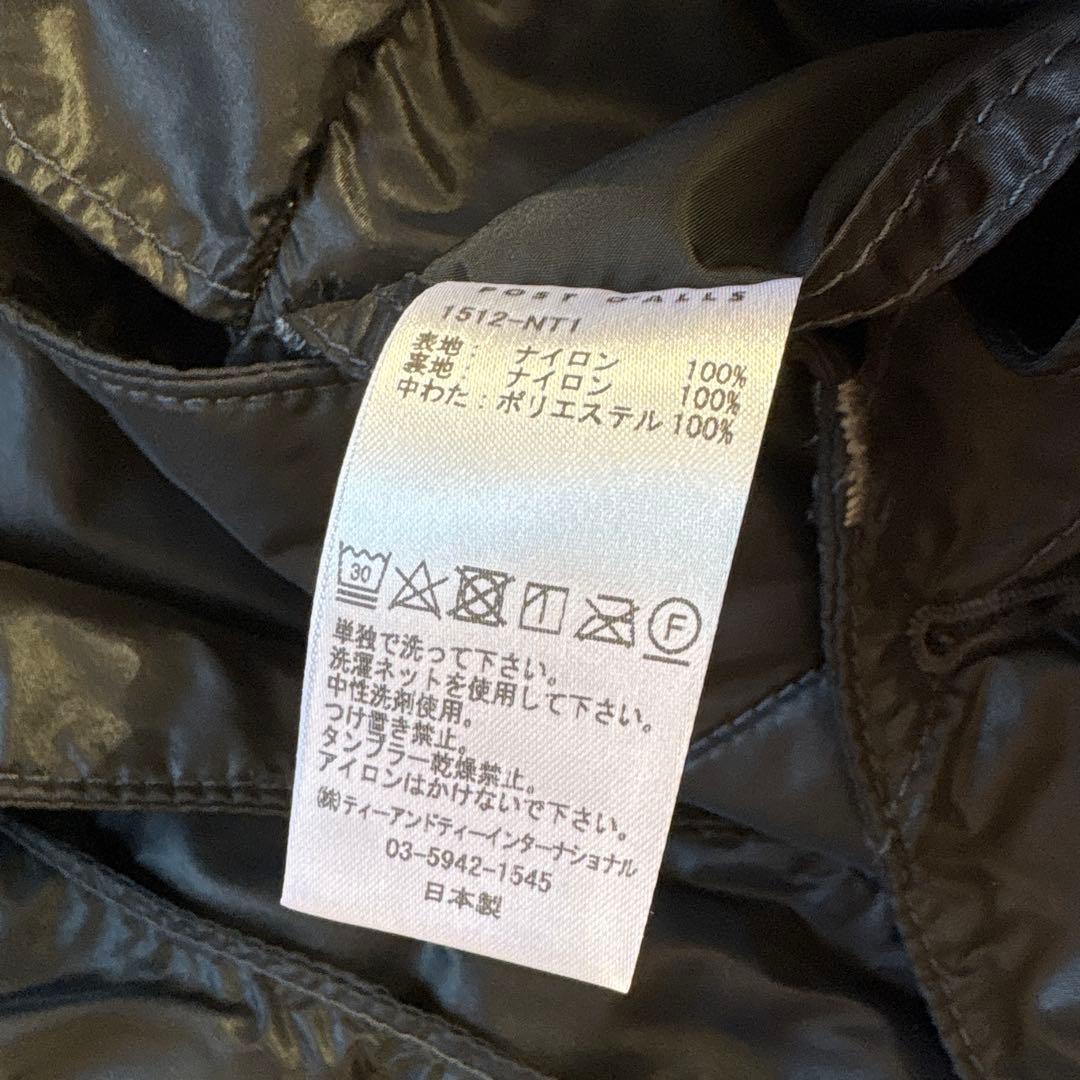 POST O'ALLS
1512-NT1
表地： ナイロン 100%
裏地： ナイロン 100%
中わた：ポリエステル 100%
30 F
単独で洗って下さい。
洗濯ネットを使用して下さい。
中性洗剤使用。
つけ置き禁止。
タンブラー乾燥禁止。
アイロンはかけないで下さい。
㈱ティーアンドティーインターナショナル
03-5942-1545
日本製